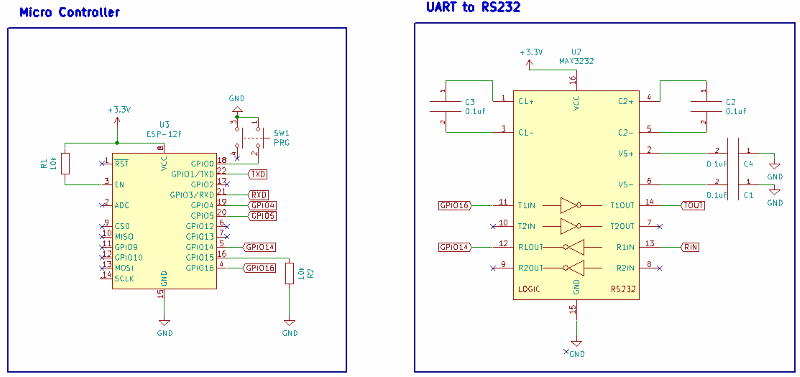 Micro Controller
+3.3V
U3
ESP-12f
R1
10k
8
VCC
1 RST
3 EN
2 ADC
9 CS0
10 MISO
11 GPIO9
12 GPIO10
13 MOSI
14 SCLK
GPIO0 18
GPIO1/TXD 22 TXD
GPIO2 17
GPIO3/RXD 21 RXD
GPIO4 19 GPIO4
GPIO5 20 GPIO5
GPIO12 6
GPIO13 7
GPIO14 5 GPIO14
GPIO15 16
GPIO16 4 GPIO16
GND
15
GND
GND
3 1
4 2
SW1
PRG
10k
R2
GND
UART to RS232
+3.3V
U2
MAX3232
16
VCC
1
C3
0.1uF
2
1 C1+
3 C1-
C2+ 4
C2- 5
1
C2
0.1uF
2
VS+ 2
VS- 6
2 1
0.1uF C4
2 1
0.1uF C1
GND
GND
GPIO16 11 T1IN T1OUT 14 TOUT
10 T2IN T2OUT 7
GPIO14 12 R1OUT R1IN 13 RIN
9 R2OUT R2IN 8
LOGIC GND RS232
15
GND